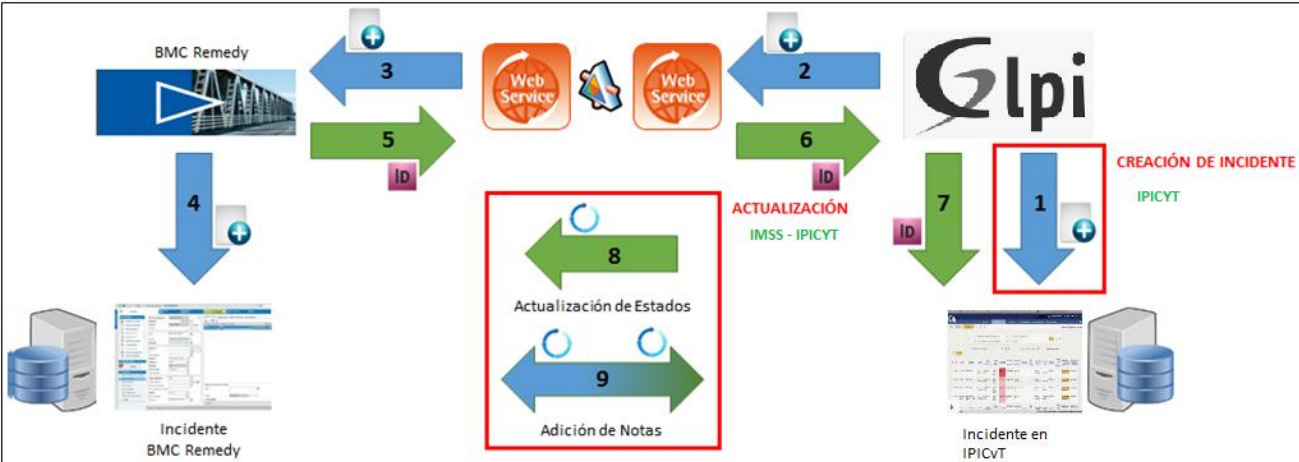 BMC Remedy
3
Web
Service
Web
Service
2
Glpi
5
ID
6
ID
4
7
ID
1
CREACIÓN DE INCIDENTE
IPICYT
ACTUALIZACIÓN
IMSS - IPICYT
8
Actualización de Estados
9
Adición de Notas
Incidente
BMC Remedy
Incidente en
IPICyT